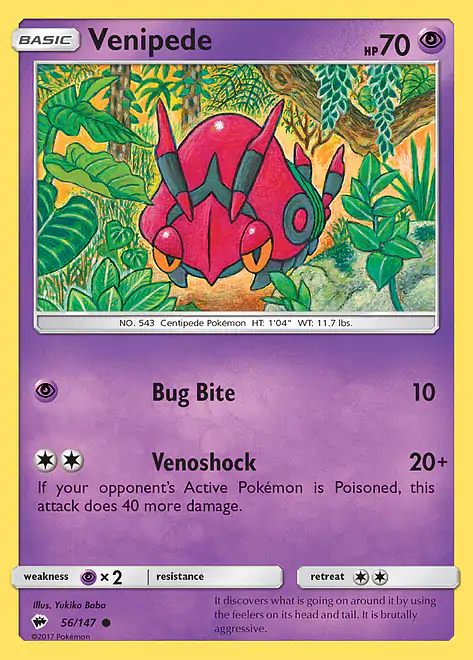 BASIC Venipede HP 70
NO. 543 Centipede Pokémon HT: 1'04" WT: 11.7 lbs.
Bug Bite 10
Venoshock 20+
If your opponent's Active Pokémon is Poisoned, this
attack does 40 more damage.
weakness ×2 resistance retreat
Illus. Yukiko Baba
56/147
©2017 Pokémon
It discovers what is going on around it by using
the feelers on its head and tail. It is brutally
aggressive.